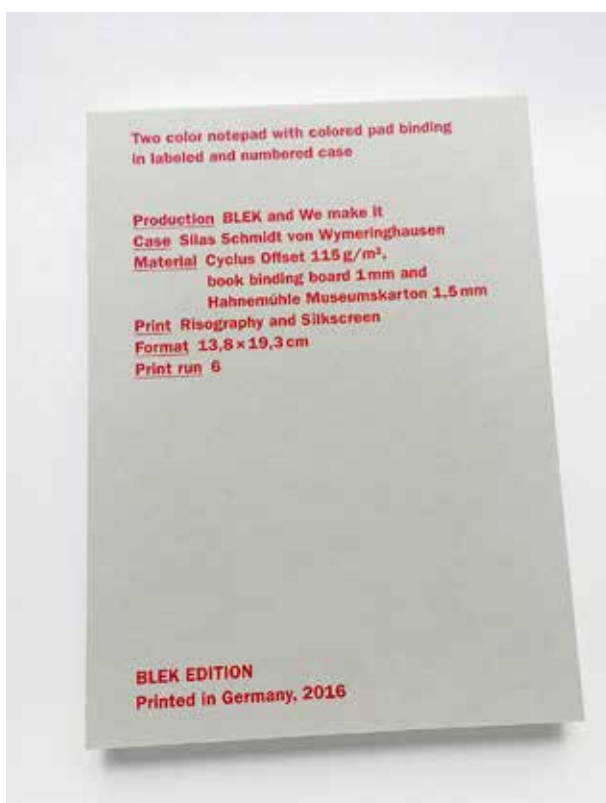 Two color notepad with colored pad binding
in labeled and numbered case
Production BLEK and We make it
Case Silas Schmidt von Wymeringhausen
Material Cyclus Offset 115 g/m²,
book binding board 1 mm and
Hahnemühle Museumskarton 1,5 mm
Print Risography and Silkscreen
Format 13,8 × 19,3 cm
Print run 6
BLEK EDITION
Printed in Germany, 2016